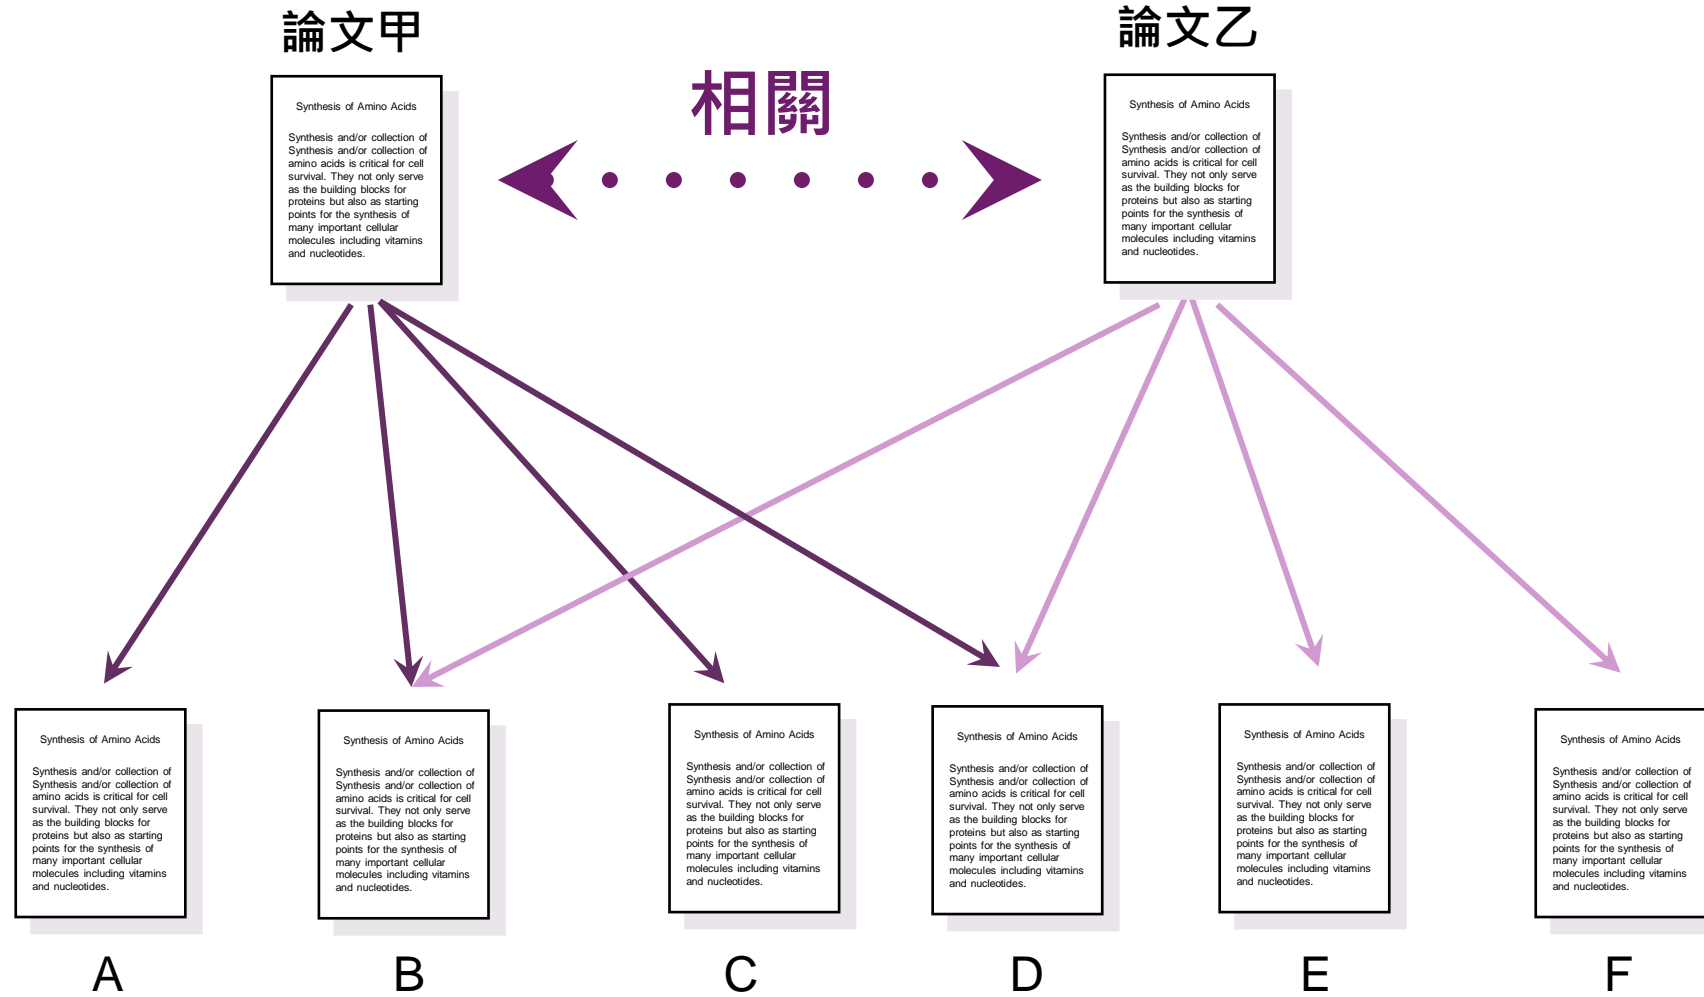 論文甲
論文乙
相關
Synthesis of Amino Acids
Synthesis and/or collection of
Synthesis and/or collection of
amino acids is critical for cell
survival. They not only serve
as the building blocks for
proteins but also as starting
points for the synthesis of
many important cellular
molecules including vitamins
and nucleotides.
Synthesis of Amino Acids
Synthesis and/or collection of
Synthesis and/or collection of
amino acids is critical for cell
survival. They not only serve
as the building blocks for
proteins but also as starting
points for the synthesis of
many important cellular
molecules including vitamins
and nucleotides.
Synthesis of Amino Acids
Synthesis and/or collection of
Synthesis and/or collection of
amino acids is critical for cell
survival. They not only serve
as the building blocks for
proteins but also as starting
points for the synthesis of
many important cellular
molecules including vitamins
and nucleotides.
Synthesis of Amino Acids
Synthesis and/or collection of
Synthesis and/or collection of
amino acids is critical for cell
survival. They not only serve
as the building blocks for
proteins but also as starting
points for the synthesis of
many important cellular
molecules including vitamins
and nucleotides.
Synthesis of Amino Acids
Synthesis and/or collection of
Synthesis and/or collection of
amino acids is critical for cell
survival. They not only serve
as the building blocks for
proteins but also as starting
points for the synthesis of
many important cellular
molecules including vitamins
and nucleotides.
Synthesis of Amino Acids
Synthesis and/or collection of
Synthesis and/or collection of
amino acids is critical for cell
survival. They not only serve
as the building blocks for
proteins but also as starting
points for the synthesis of
many important cellular
molecules including vitamins
and nucleotides.
Synthesis of Amino Acids
Synthesis and/or collection of
Synthesis and/or collection of
amino acids is critical for cell
survival. They not only serve
as the building blocks for
proteins but also as starting
points for the synthesis of
many important cellular
molecules including vitamins
and nucleotides.
Synthesis of Amino Acids
Synthesis and/or collection of
Synthesis and/or collection of
amino acids is critical for cell
survival. They not only serve
as the building blocks for
proteins but also as starting
points for the synthesis of
many important cellular
molecules including vitamins
and nucleotides.
A
B
C
D
E
F